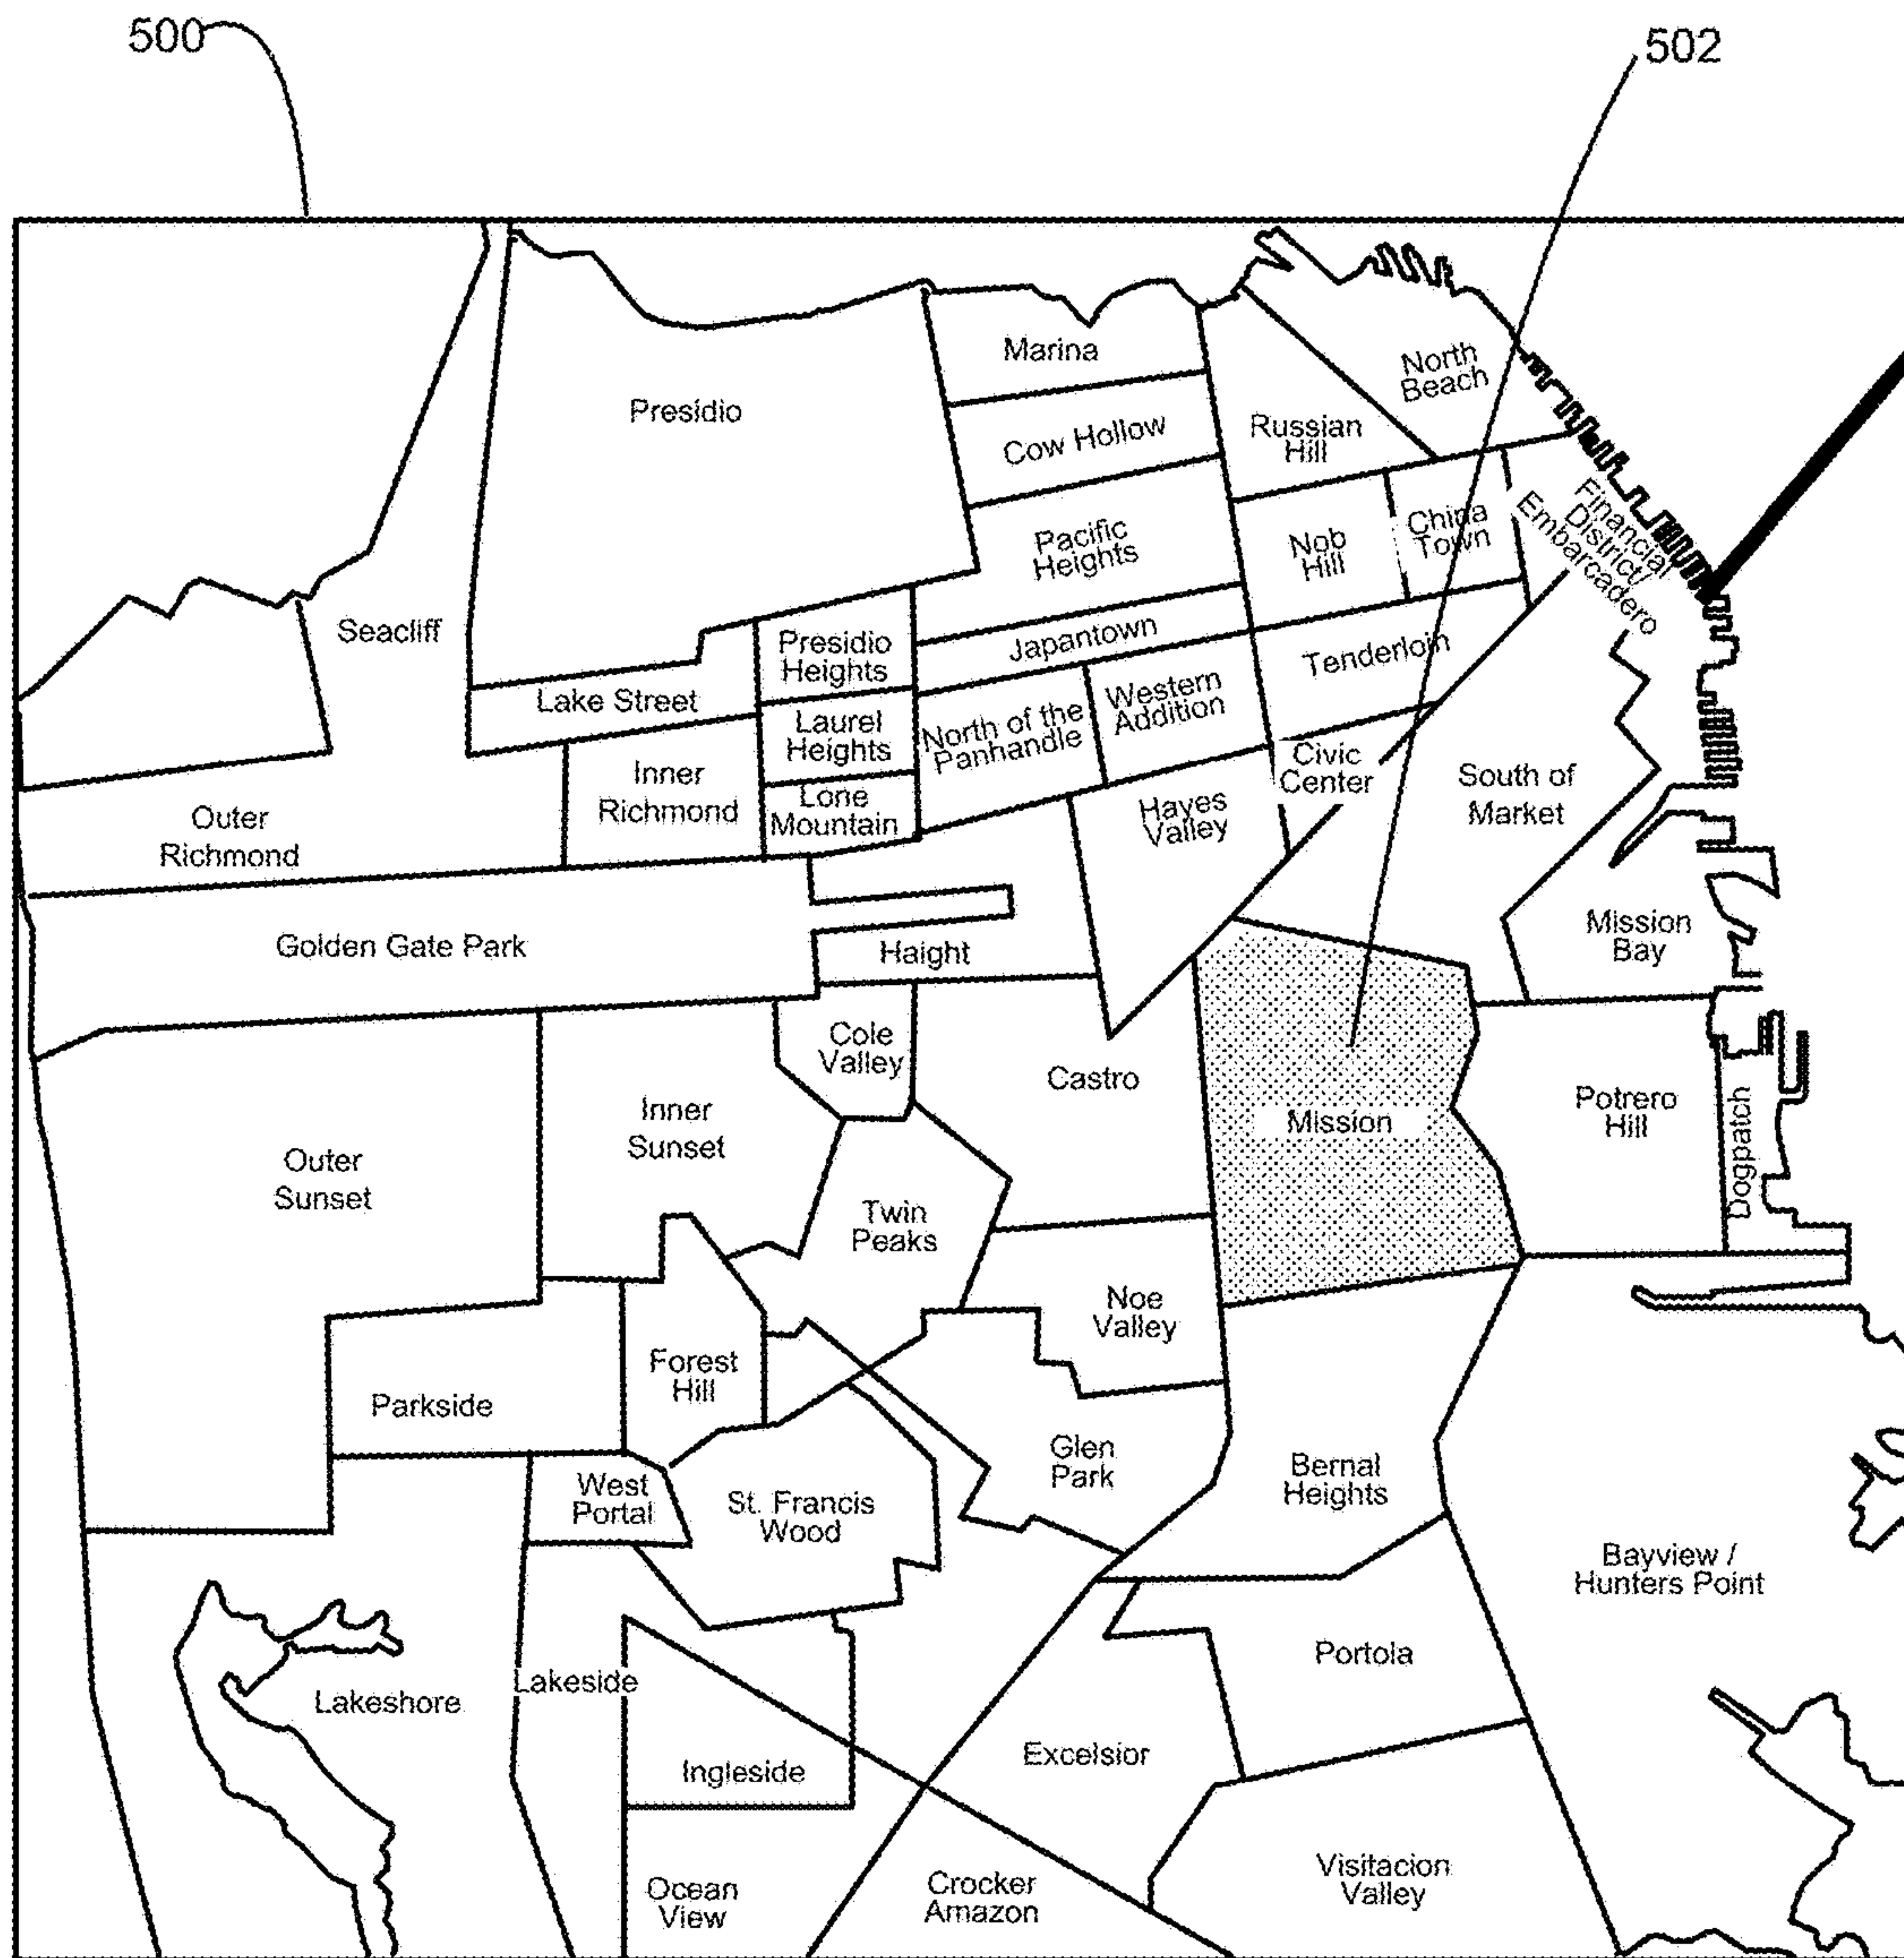 500
502
Marina
Presidio
North
Beach
Cow Hollow
Russian
Hill
Pacific
Heights
Nob
Hill
China
Town
Financial
District/
Embarcadero
Seacliff
Presidio
Heights
Japantown
Tenderloin
Lake Street
Western
Addition
Laurel
Heights
North of the
Panhandle
Inner
Richmond
Civic
Center
South of
Market
Lone
Mountain
Hayes
Valley
Outer
Richmond
Mission
Bay
Golden Gate Park
Haight
Cole
Valley
Castro
Inner
Sunset
Mission
Potrero
Hill
Dogpatch
Outer
Sunset
Twin
Peaks
Noe
Valley
Forest
Hill
Parkside
Glen
Park
Bernal
Heights
West
Portal
St. Francis
Wood
Bayview /
Hunters Point
Portola
Lakeside
Lakeshore
Excelsior
Ingleside
Visitacion
Valley
Ocean
View
Crocker
Amazon